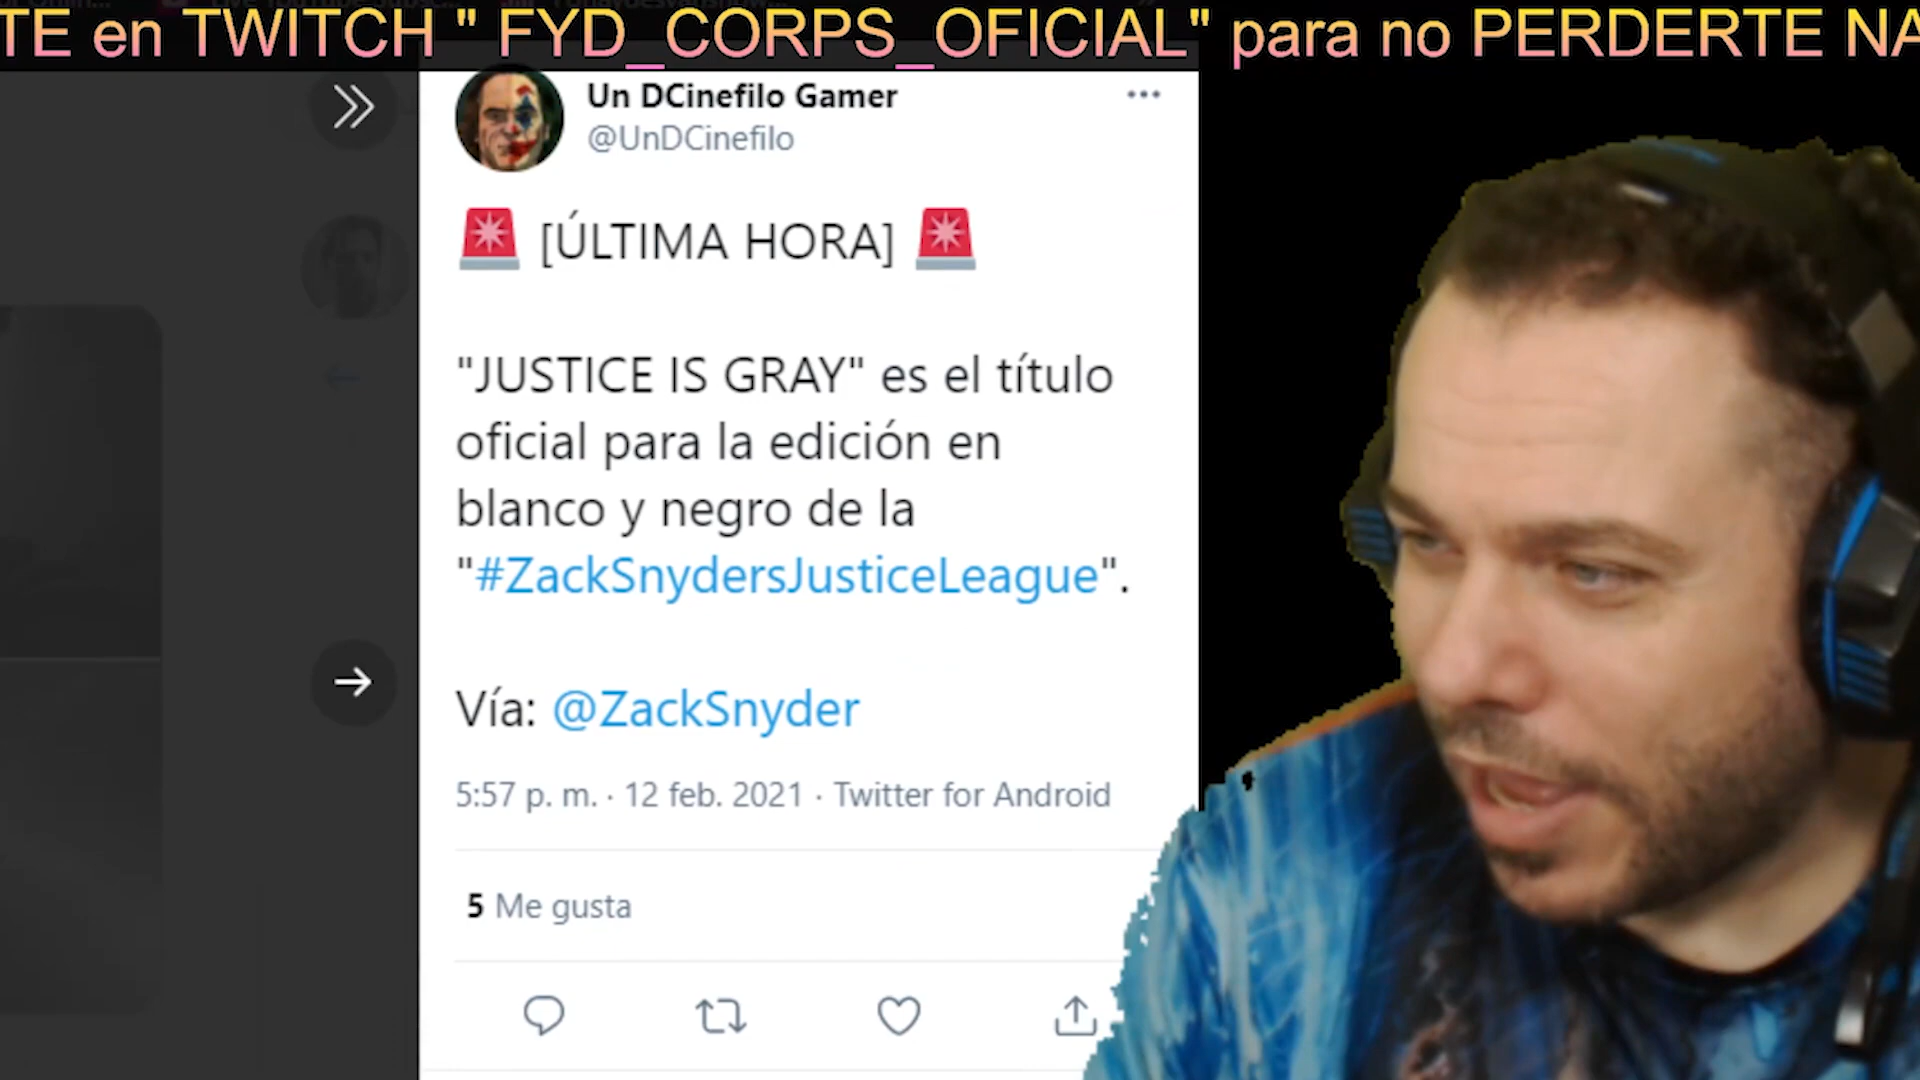 TE en TWITCH " FYD_CORPS_OFICIAL" para no PERDERTE NA
Un DCinefilo Gamer
@UnDCinefilo
[ÚLTIMA HORA]
"JUSTICE IS GRAY" es el título
oficial para la edición en
blanco y negro de la
"#ZackSnydersJusticeLeague".
Vía: @ZackSnyder
5:57 p. m. · 12 feb. 2021 · Twitter for Android
5 Me gusta